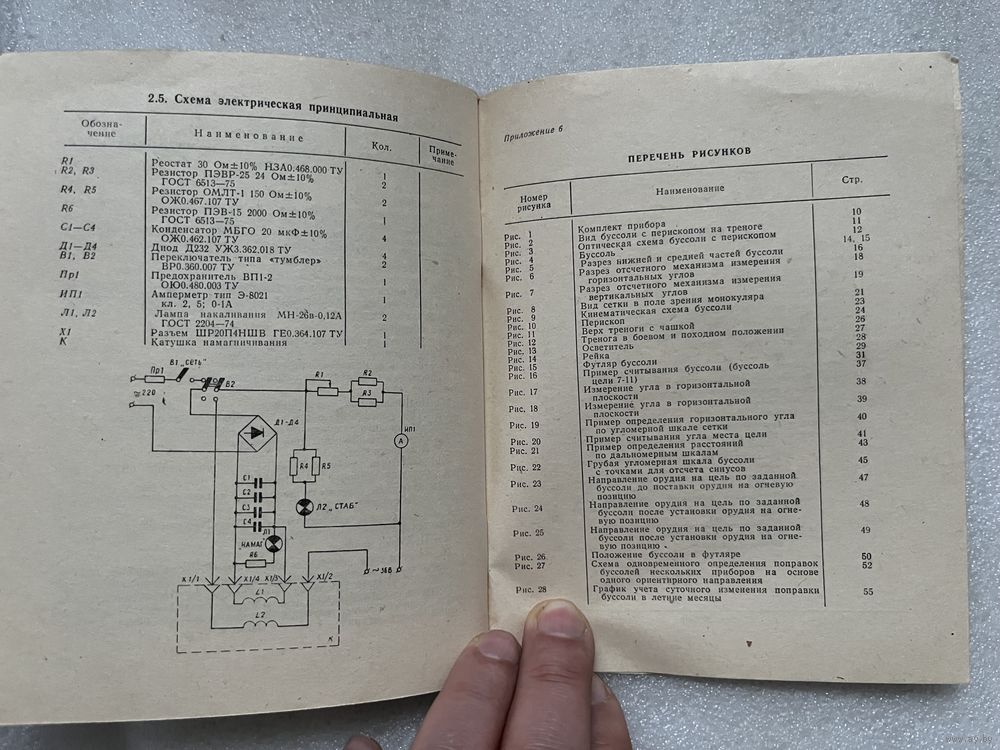 2.5. Схема электрическая принципиальная
Обозна-
чение
Наименование
Кол.
Приме-
чание
R1 Реостат 30 Ом±10% НЗА0.468.000 ТУ 1
R2, R3 Резистор ПЭВР-25 24 Ом±10% 2
ГОСТ 6513—75
R4, R5 Резистор ОМЛТ-1 150 Ом±10% 2
ОЖ0.467.107 ТУ
R6 Резистор ПЭВ-15 2000 Ом±10% 1
ГОСТ 6513—75
С1—С4 Конденсатор МБГО 20 мкФ±10% 4
ОЖ0.462.107 ТУ
Д1—Д4 Диод Д232 УЖ3.362.018 ТУ 4
В1, В2 Переключатель типа «тумблер» 2
ВР0.360.007 ТУ
Пр1 Предохранитель ВП1-2 1
ОЮ0.480.003 ТУ
ИП1 Амперметр тип Э-8021 1
кл. 2, 5; 0-1А
Л1, Л2 Лампа накаливания МН-26в-0,12А 2
ГОСТ 2204—74
Х1 Разъем ШР20П4НШВ ГЕ0.364.107 ТУ 1
К Катушка намагничивания 1
В1 „СЕТЬ"
Пр1
В2
≂220
R1
R2
R3
Д1-Д4
ИП1
A
R4
R5
С1
С2
С3
С4
Л2 „СТАБ"
Л1
„НАМАГ"
R6
~36В
Х1/1 Х1/4 Х1/3 Х1/2
L1
L2
К
Приложение 6
ПЕРЕЧЕНЬ РИСУНКОВ
Номер
рисунка
Наименование
Стр.
Рис. 1 Комплект прибора 10
Рис. 2 Вид буссоли с перископом на треноге 11
Рис. 3 Оптическая схема буссоли с перископом 12
Рис. 4 Буссоль 14, 15
Рис. 5 Разрез нижней и средней частей буссоли 16
Рис. 6 Разрез отсчетного механизма измерения 18
горизонтальных углов
Рис. 7 Разрез отсчетного механизма измерения 19
вертикальных углов
Рис. 8 Вид сетки в поле зрения монокуляра 21
Рис. 9 Кинематическая схема буссоли 23
Рис. 10 Перископ 24
Рис. 11 Верх треноги с чашкой 26
Рис. 12 Тренога в боевом и походном положении 27
Рис. 13 Осветитель 28
Рис. 14 Рейка 29
Рис. 15 Футляр буссоли 31
Рис. 16 Пример считывания буссоли (буссоль 37
цели 7-11)
Рис. 17 Измерение угла в горизонтальной 38
плоскости
Рис. 18 Измерение угла в горизонтальной 39
плоскости
Рис. 19 Пример определения горизонтального угла 40
по угломерной шкале сетки
Рис. 20 Пример считывания угла места цели 41
Рис. 21 Пример определения расстояний 43
по дальномерным шкалам
Рис. 22 Грубая угломерная шкала буссоли 45
с точками для отсчета синусов
Рис. 23 Направление орудия на цель по заданной 47
буссоли до поставки орудия на огневую
позицию
Рис. 24 Направление орудия на цель по заданной 48
буссоли после установки орудия на огне-
вую позицию
Рис. 25 Направление орудия на цель по заданной 49
буссоли после установки орудия на огне-
вую позицию
Рис. 26 Положение буссоли в футляре 50
Рис. 27 Схема одновременного определения поправок 52
буссолей нескольких приборов на основе
одного ориентирного направления
Рис. 28 График учета суточного изменения поправки 55
буссоли в летние месяцы
www.ay.by